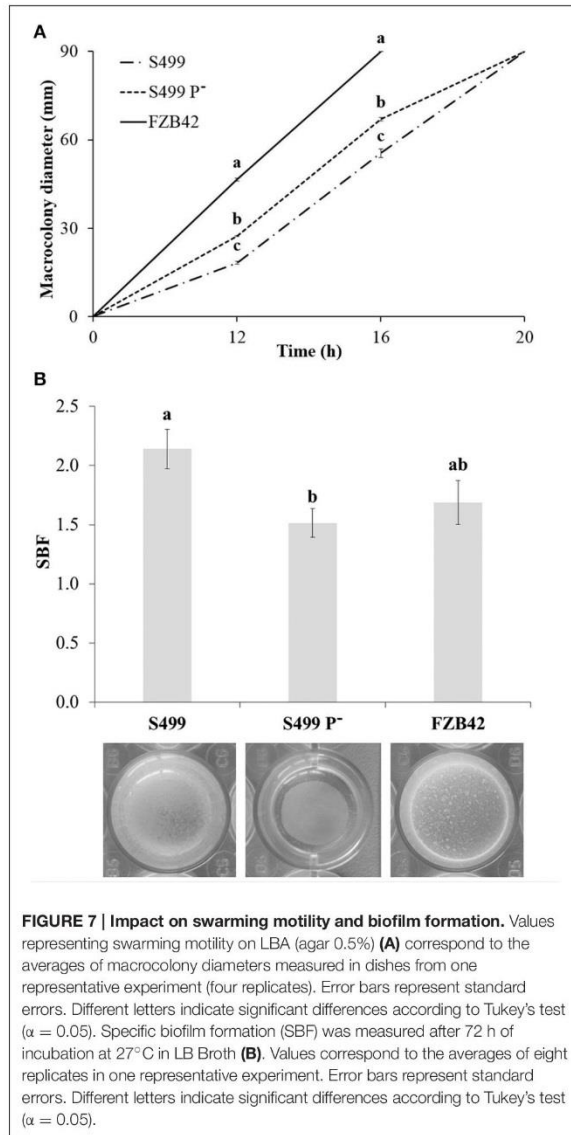 A
90
60
30
0
Macrocolony diameter (mm)
S499
S499 P-
FZB42
a
b
c
a
b
c
0 12 16 20
Time (h)
B
2.5
2.0
1.5
1.0
0.5
0.0
SBF
a
b
ab
S499 S499 P- FZB42
FIGURE 7 | Impact on swarming motility and biofilm formation. Values
representing swarming motility on LBA (agar 0.5%) (A) correspond to the
averages of macrocolony diameters measured in dishes from one
representative experiment (four replicates). Error bars represent standard
errors. Different letters indicate significant differences according to Tukey's test
(α = 0.05). Specific biofilm formation (SBF) was measured after 72 h of
incubation at 27°C in LB Broth (B). Values correspond to the averages of eight
replicates in one representative experiment. Error bars represent standard
errors. Different letters indicate significant differences according to Tukey's test
(α = 0.05).